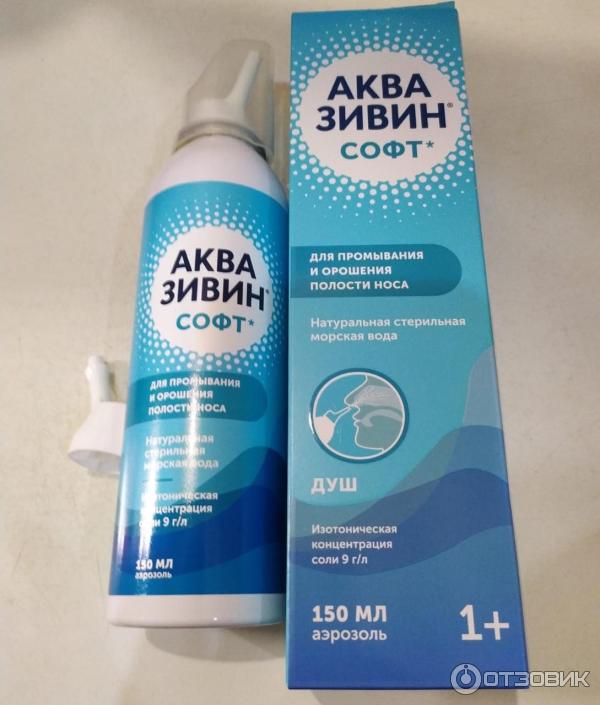 АКВА
ЗИВИН®
СОФТ*
ДЛЯ ПРОМЫВАНИЯ
И ОРОШЕНИЯ
ПОЛОСТИ НОСА
Натуральная
стерильная
морская вода
Изотоническая
концентрация
соли 9 г/л
150 МЛ
аэрозоль
АКВА
ЗИВИН®
СОФТ*
ДЛЯ ПРОМЫВАНИЯ
И ОРОШЕНИЯ
ПОЛОСТИ НОСА
Натуральная стерильная
морская вода
ДУШ
Изотоническая
концентрация
соли 9 г/л
150 МЛ
аэрозоль
1+
ОТЗОВИК